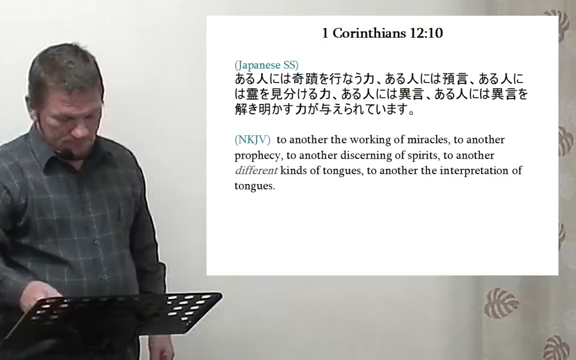 1 Corinthians 12:10
(Japanese SS)
ある人には奇蹟を行なう力、ある人には預言、ある人に
は霊を見分ける力、ある人には異言、ある人には異言を
解き明かす力が与えられています。
(NKJV) to another the working of miracles, to another
prophecy, to another discerning of spirits, to another
different kinds of tongues, to another the interpretation of
tongues.